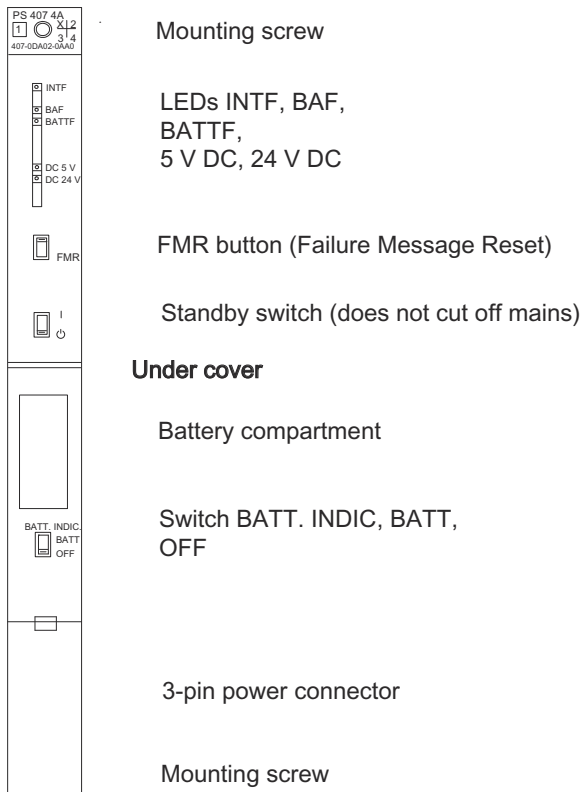 PS 407 4A
1
X 2
3 4
407-0DA02-0AA0
Mounting screw
INTF
BAF
BATTF
DC 5 V
DC 24 V
LEDs INTF, BAF,
BATTF,
5 V DC, 24 V DC
FMR
FMR button (Failure Message Reset)
I
Standby switch (does not cut off mains)
Under cover
Battery compartment
BATT. INDIC.
BATT
OFF
Switch BATT. INDIC, BATT,
OFF
3-pin power connector
Mounting screw